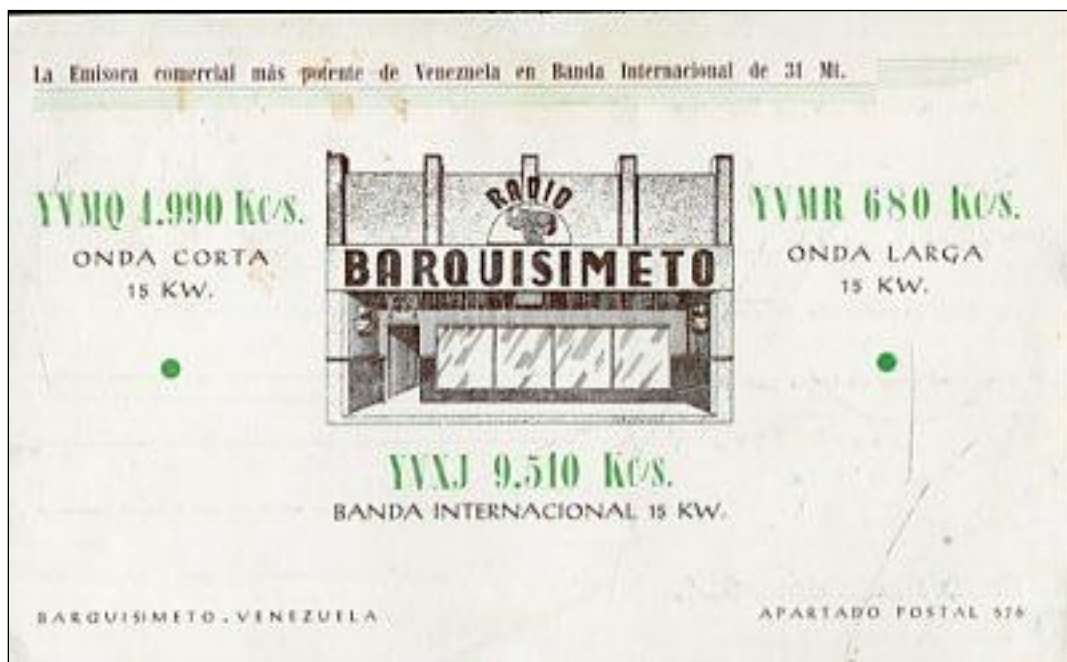 La Emisora comercial más potente de Venezuela en Banda Internacional de 31 Mt.
YVMQ 4.990 Kc/s.
ONDA CORTA
15 KW.
RADIO
BARQUISIMETO
YVMR 680 Kc/s.
ONDA LARGA
15 KW.
YVXJ 9.510 Kc/s.
BANDA INTERNACIONAL 15 KW.
BARQUISIMETO. VENEZUELA
APARTADO POSTAL 576